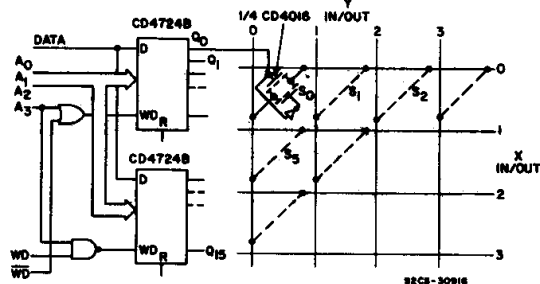 Y
IN/OUT
1/4 CD4016
CD4724B
0 1 2 3
DATA
D
Q0
Q1
A0
A1
A2
A3
WD
R
S0
S1
S2
0
1
CD4724B
D
S5
X
IN/OUT
2
WD
R
Q15
WD
WD
3
92CS-30916